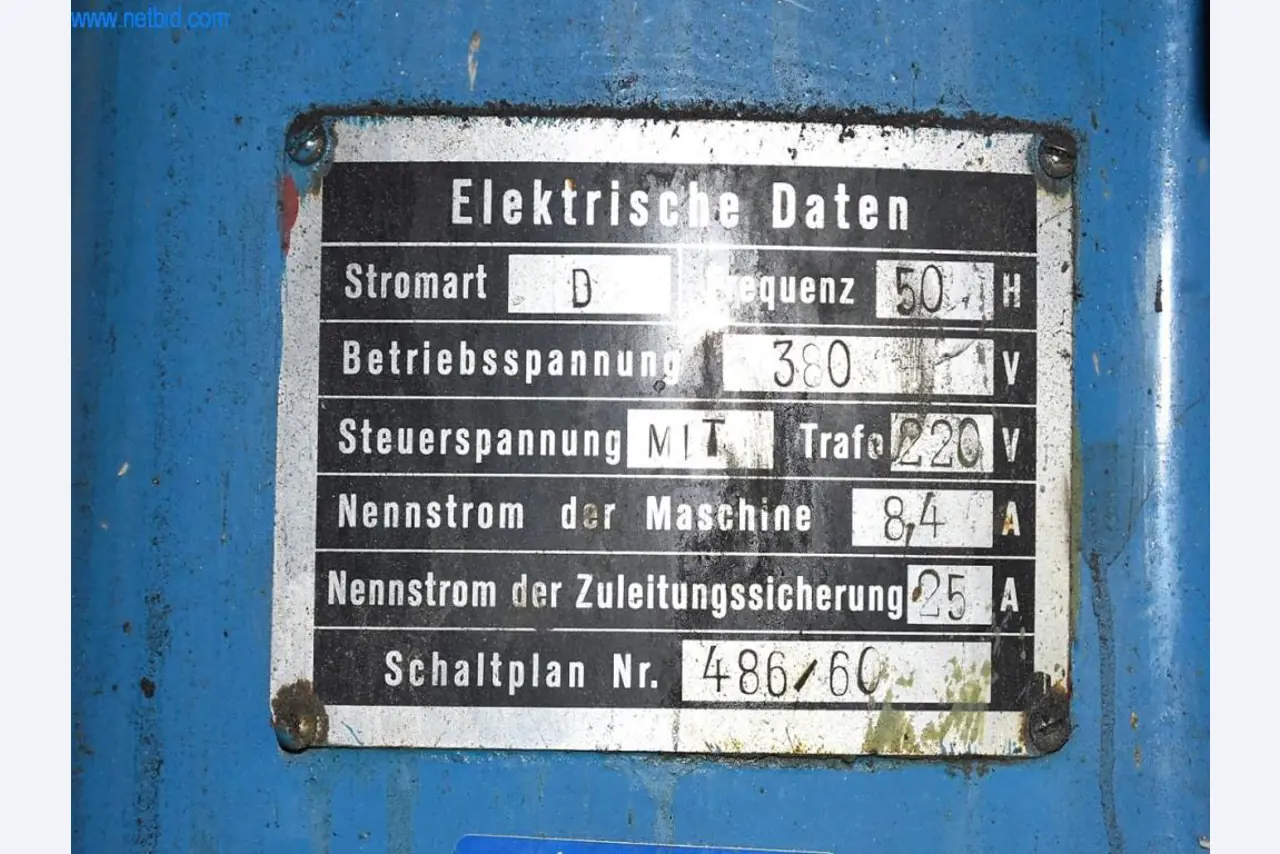 www.netbid.com
Elektrische Daten
Stromart D Frequenz 50 H
Betriebsspannung 380 V
Steuerspannung MIT Trafo 220 V
Nennstrom der Maschine 8,4 A
Nennstrom der Zuleitungssicherung 25 A
Schaltplan Nr. 486/60